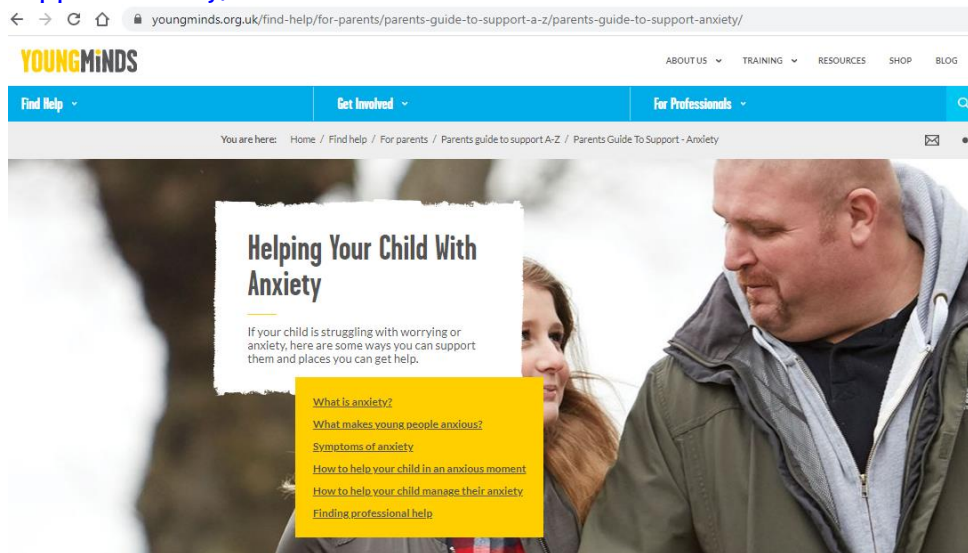 youngminds.org.uk/find-help/for-parents/parents-guide-to-support-a-z/parents-guide-to-support-anxiety/
YOUNGMiNDS
ABOUT US
TRAINING
RESOURCES
SHOP
BLOG
Find Help
Get Involved
For Professionals
You are here: Home / Find help / For parents / Parents guide to support A-Z / Parents Guide To Support - Anxiety
Helping Your Child With
Anxiety
If your child is struggling with worrying or
anxiety, here are some ways you can support
them and places you can get help.
What is anxiety?
What makes young people anxious?
Symptoms of anxiety
How to help your child in an anxious moment
How to help your child manage their anxiety
Finding professional help